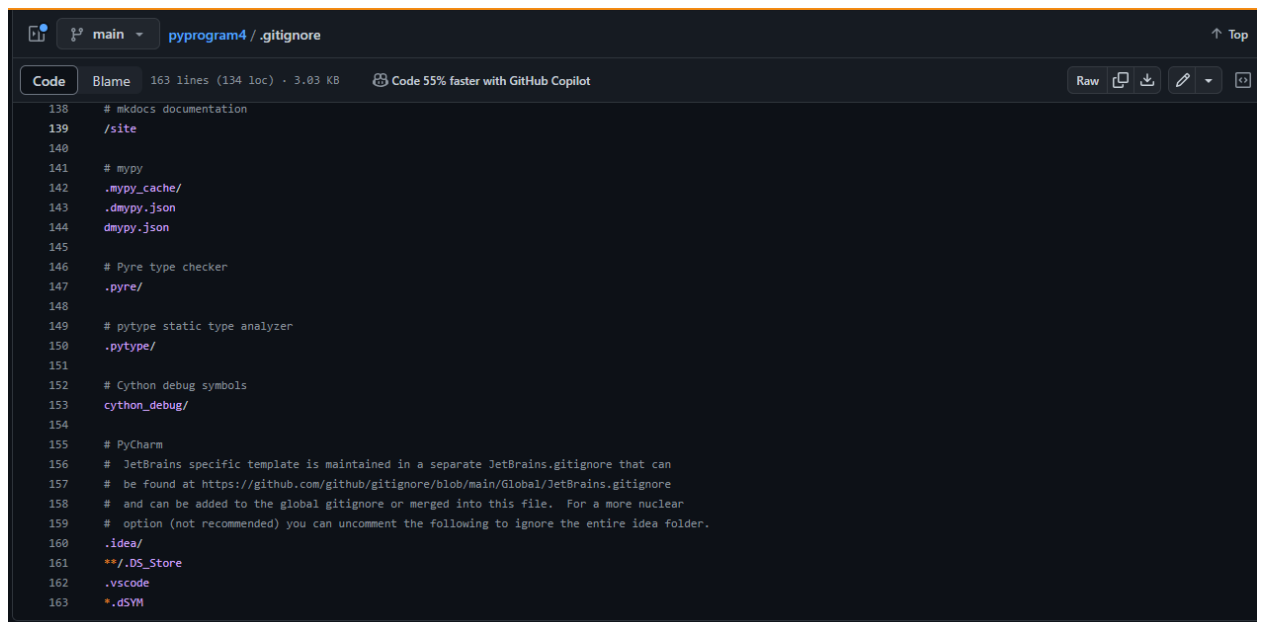 main pyprogram4 / .gitignore Top
Code Blame 163 lines (134 loc) · 3.03 KB Code 55% faster with GitHub Copilot Raw
138 # mkdocs documentation
139 /site
140
141 # mypy
142 .mypy_cache/
143 .dmypy.json
144 dmypy.json
145
146 # Pyre type checker
147 .pyre/
148
149 # pytype static type analyzer
150 .pytype/
151
152 # Cython debug symbols
153 cython_debug/
154
155 # PyCharm
156 #  JetBrains specific template is maintained in a separate JetBrains.gitignore that can
157 #  be found at https://github.com/github/gitignore/blob/main/Global/JetBrains.gitignore
158 #  and can be added to the global gitignore or merged into this file.  For a more nuclear
159 #  option (not recommended) you can uncomment the following to ignore the entire idea folder.
160 .idea/
161 **/.DS_Store
162 .vscode
163 *.dSYM